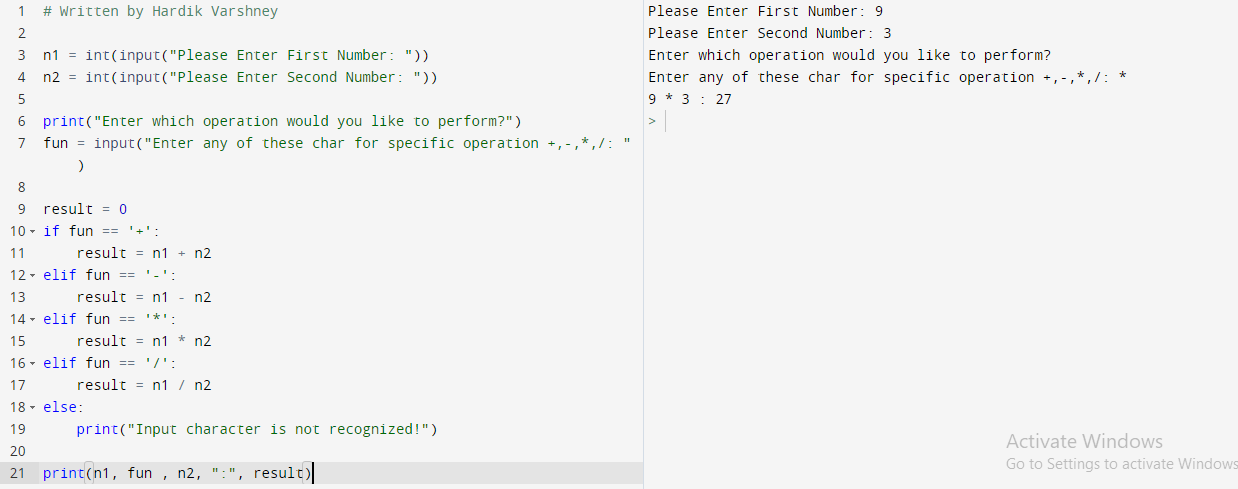 1 # Written by Hardik Varshney
2
3 n1 = int(input("Please Enter First Number: "))
4 n2 = int(input("Please Enter Second Number: "))
5
6 print("Enter which operation would you like to perform?")
7 fun = input("Enter any of these char for specific operation +,-,*,/: "
)
8
9 result = 0
10 if fun == '+':
11     result = n1 + n2
12 elif fun == '-':
13     result = n1 - n2
14 elif fun == '*':
15     result = n1 * n2
16 elif fun == '/':
17     result = n1 / n2
18 else:
19     print("Input character is not recognized!")
20
21 print(n1, fun , n2, ":", result)
Please Enter First Number: 9
Please Enter Second Number: 3
Enter which operation would you like to perform?
Enter any of these char for specific operation +,-,*,/: *
9 * 3 : 27
>
Activate Windows
Go to Settings to activate Windows